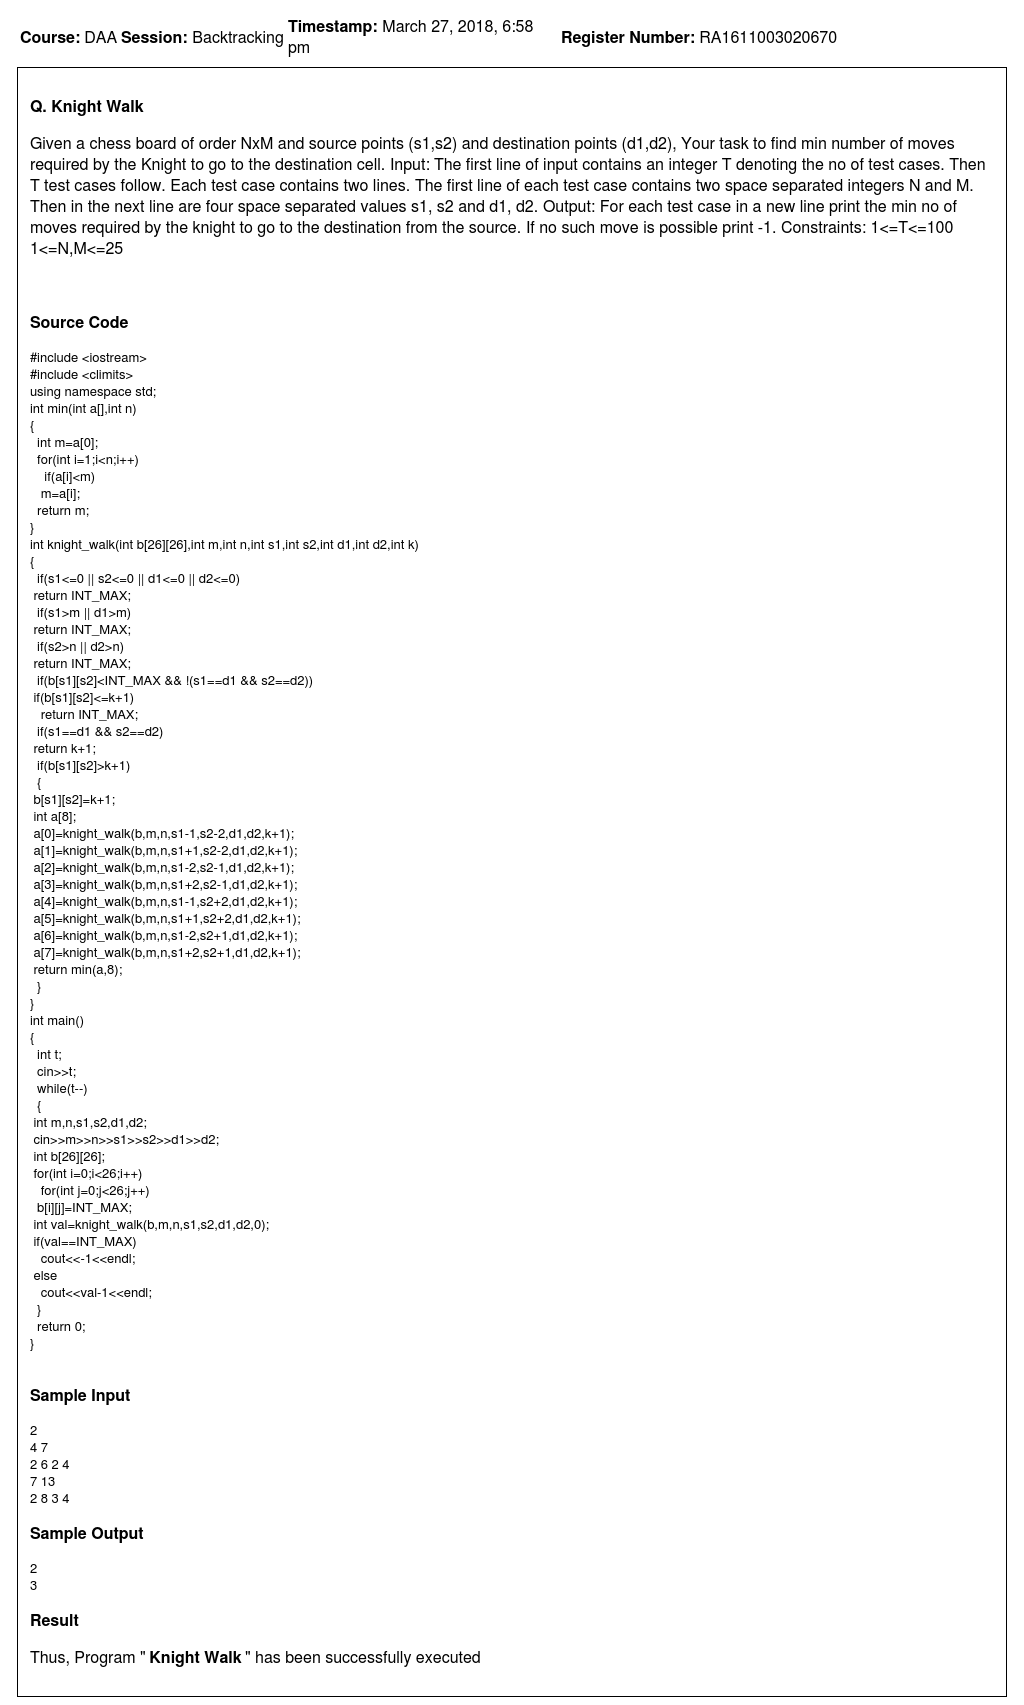 Course: DAA Session: Backtracking Timestamp: March 27, 2018, 6:58 pm Register Number: RA1611003020670
Q. Knight Walk
Given a chess board of order NxM and source points (s1,s2) and destination points (d1,d2), Your task to find min number of moves
required by the Knight to go to the destination cell. Input: The first line of input contains an integer T denoting the no of test cases. Then
T test cases follow. Each test case contains two lines. The first line of each test case contains two space separated integers N and M.
Then in the next line are four space separated values s1, s2 and d1, d2. Output: For each test case in a new line print the min no of
moves required by the knight to go to the destination from the source. If no such move is possible print -1. Constraints: 1<=T<=100
1<=N,M<=25
Source Code
#include <iostream>
#include <climits>
using namespace std;
int min(int a[],int n)
{
int m=a[0];
for(int i=1;i<n;i++)
if(a[i]<m)
m=a[i];
return m;
}
int knight_walk(int b[26][26],int m,int n,int s1,int s2,int d1,int d2,int k)
{
if(s1<=0 || s2<=0 || d1<=0 || d2<=0)
return INT_MAX;
if(s1>m || d1>m)
return INT_MAX;
if(s2>n || d2>n)
return INT_MAX;
if(b[s1][s2]<INT_MAX && !(s1==d1 && s2==d2))
if(b[s1][s2]<=k+1)
return INT_MAX;
if(s1==d1 && s2==d2)
return k+1;
if(b[s1][s2]>k+1)
{
b[s1][s2]=k+1;
int a[8];
a[0]=knight_walk(b,m,n,s1-1,s2-2,d1,d2,k+1);
a[1]=knight_walk(b,m,n,s1+1,s2-2,d1,d2,k+1);
a[2]=knight_walk(b,m,n,s1-2,s2-1,d1,d2,k+1);
a[3]=knight_walk(b,m,n,s1+2,s2-1,d1,d2,k+1);
a[4]=knight_walk(b,m,n,s1-1,s2+2,d1,d2,k+1);
a[5]=knight_walk(b,m,n,s1+1,s2+2,d1,d2,k+1);
a[6]=knight_walk(b,m,n,s1-2,s2+1,d1,d2,k+1);
a[7]=knight_walk(b,m,n,s1+2,s2+1,d1,d2,k+1);
return min(a,8);
}
}
int main()
{
int t;
cin>>t;
while(t--)
{
int m,n,s1,s2,d1,d2;
cin>>m>>n>>s1>>s2>>d1>>d2;
int b[26][26];
for(int i=0;i<26;i++)
for(int j=0;j<26;j++)
b[i][j]=INT_MAX;
int val=knight_walk(b,m,n,s1,s2,d1,d2,0);
if(val==INT_MAX)
cout<<-1<<endl;
else
cout<<val-1<<endl;
}
return 0;
}
Sample Input
2
4 7
2 6 2 4
7 13
2 8 3 4
Sample Output
2
3
Result
Thus, Program " Knight Walk " has been successfully executed